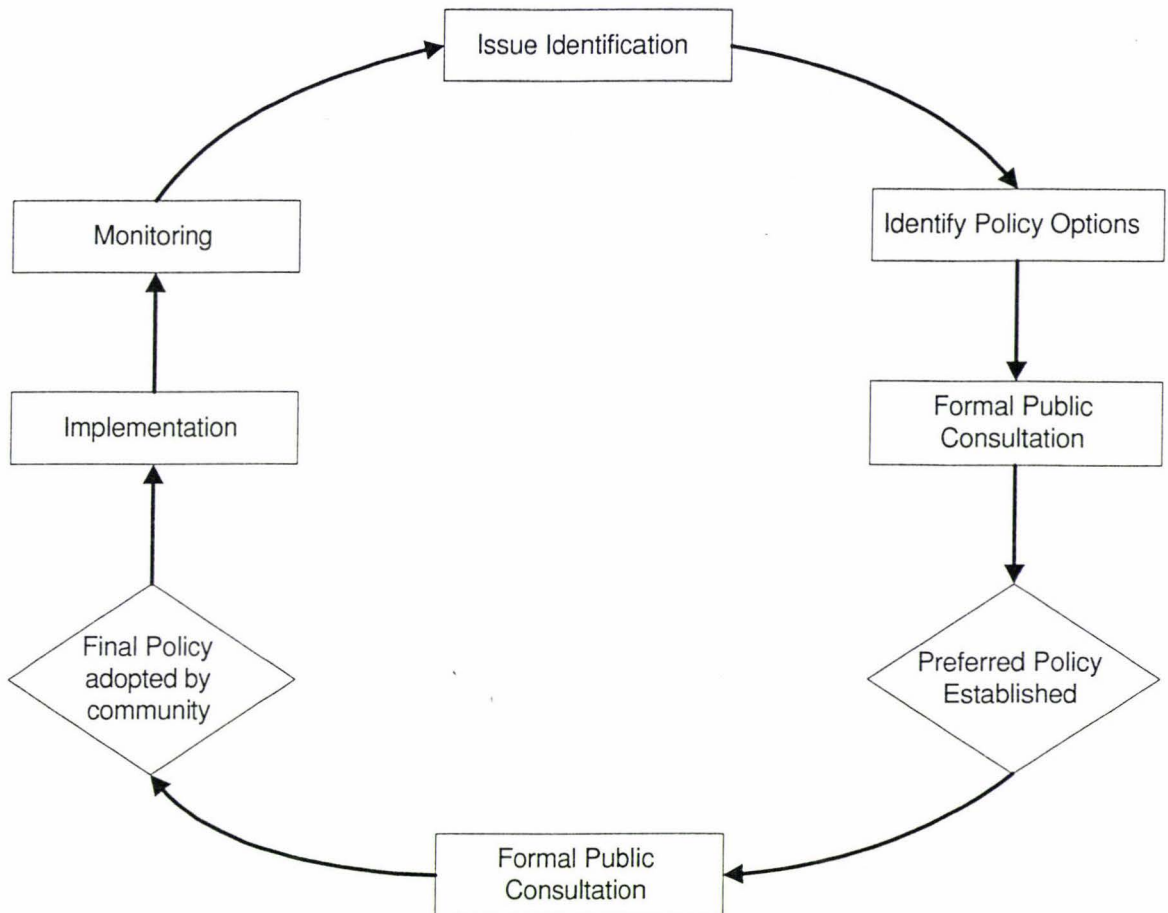 Issue Identification
Identify Policy Options
Formal Public
Consultation
Preferred Policy
Established
Formal Public
Consultation
Final Policy
adopted by
community
Implementation
Monitoring